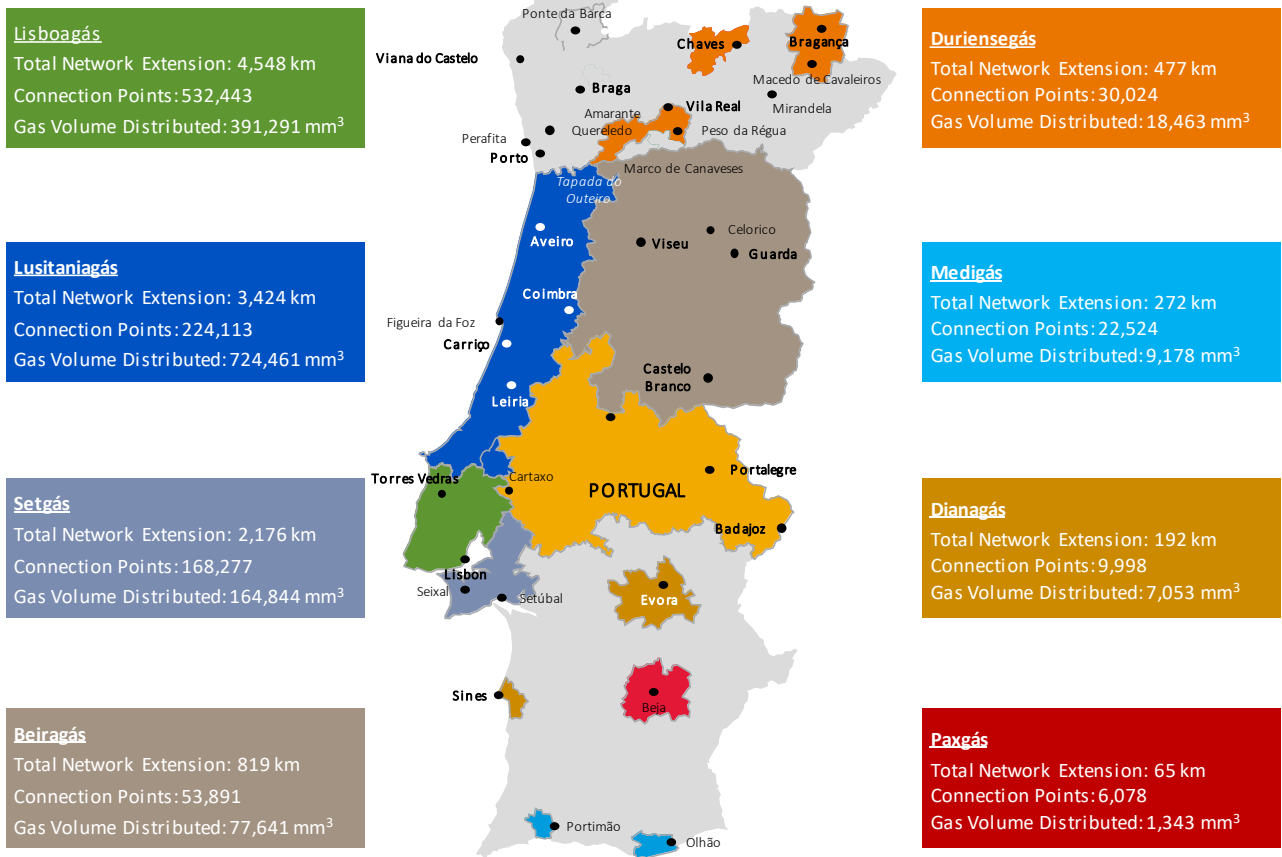 Lisboagás
Total Network Extension: 4,548 km
Connection Points: 532,443
Gas Volume Distributed: 391,291 mm³
Lusitaniagás
Total Network Extension: 3,424 km
Connection Points: 224,113
Gas Volume Distributed: 724,461 mm³
Setgás
Total Network Extension: 2,176 km
Connection Points: 168,277
Gas Volume Distributed: 164,844 mm³
Beiragás
Total Network Extension: 819 km
Connection Points: 53,891
Gas Volume Distributed: 77,641 mm³
Ponte da Barca
Viana do Castelo
Chaves
Bragança
Macedo de Cavaleiros
Braga
Mirandela
Vila Real
Amarante
Quereledo
Peso da Régua
Perafita
Porto
Marco de Canaveses
Tapada do
Outeiro
Aveiro
Viseu
Celorico
Guarda
Coimbra
Figueira da Foz
Carriço
Castelo
Branco
Leiria
Torres Vedras
Cartaxo
Portalegre
PORTUGAL
Badajoz
Lisbon
Seixal
Setúbal
Evora
Sines
Beja
Portimão
Olhão
Duriensegás
Total Network Extension: 477 km
Connection Points: 30,024
Gas Volume Distributed: 18,463 mm³
Medigás
Total Network Extension: 272 km
Connection Points: 22,524
Gas Volume Distributed: 9,178 mm³
Dianagás
Total Network Extension: 192 km
Connection Points: 9,998
Gas Volume Distributed: 7,053 mm³
Paxgás
Total Network Extension: 65 km
Connection Points: 6,078
Gas Volume Distributed: 1,343 mm³